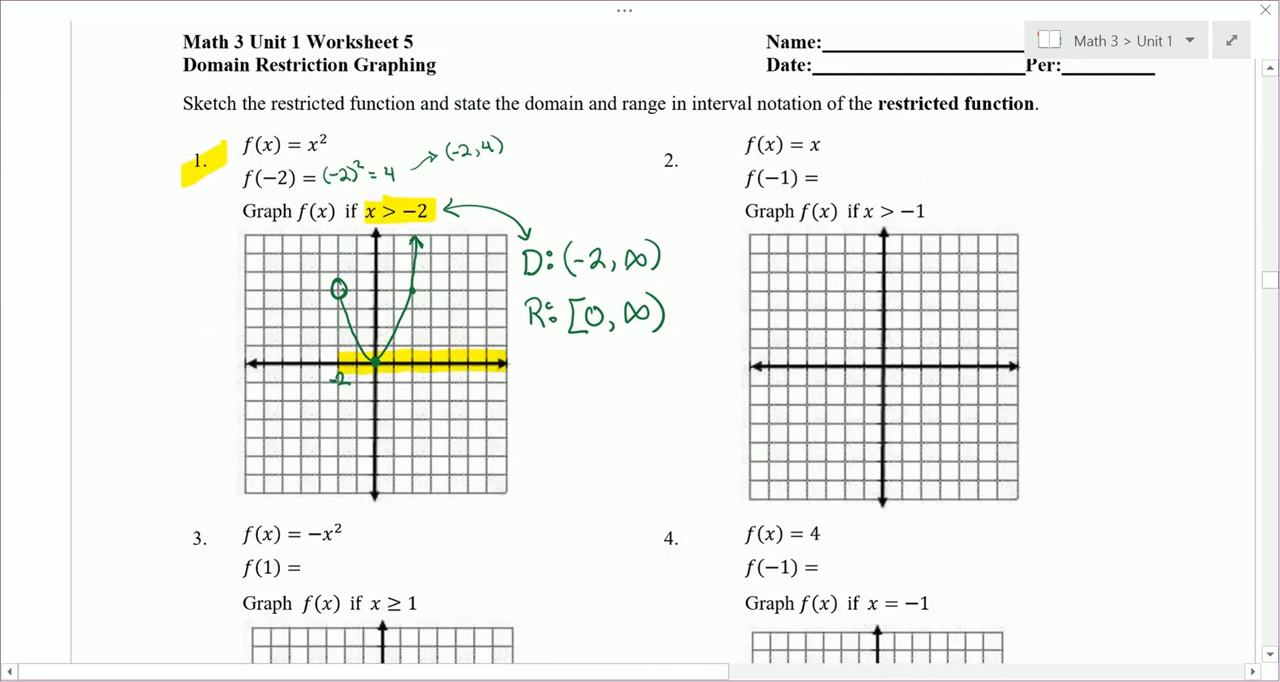 Math 3 Unit 1 Worksheet 5
Domain Restriction Graphing
Name:
Date:
Per:
Math 3 > Unit 1
Sketch the restricted function and state the domain and range in interval notation of the restricted function.
1. f(x) = x²
f(−2) = (-2)² = 4 → (-2,4)
Graph f(x) if x > −2
D: (-2, ∞)
R: [0, ∞)
-2
2. f(x) = x
f(−1) =
Graph f(x) if x > −1
3. f(x) = −x²
f(1) =
Graph f(x) if x ≥ 1
4. f(x) = 4
f(−1) =
Graph f(x) if x = −1